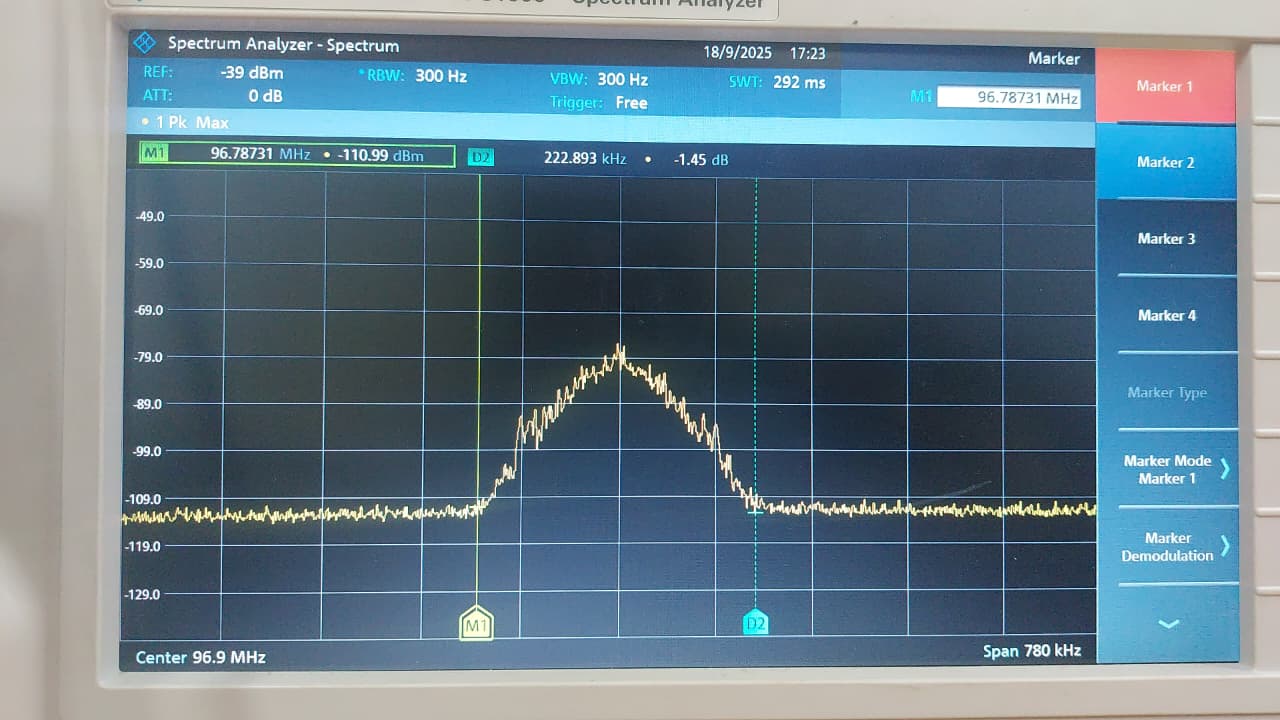 Spectrum Analyzer
Spectrum Analyzer - Spectrum
18/9/2025 17:23
Marker
REF: -39 dBm
*RBW: 300 Hz
VBW: 300 Hz
SWT: 292 ms
ATT: 0 dB
Trigger: Free
M1 96.78731 MHz
• 1 Pk Max
M1 96.78731 MHz • -110.99 dBm
D2 222.893 kHz • -1.45 dB
-49.0
-59.0
-69.0
-79.0
-89.0
-99.0
-109.0
-119.0
-129.0
M1
D2
Center 96.9 MHz
Span 780 kHz
Marker 1
Marker 2
Marker 3
Marker 4
Marker Type
Marker Mode
Marker 1
Marker
Demodulation